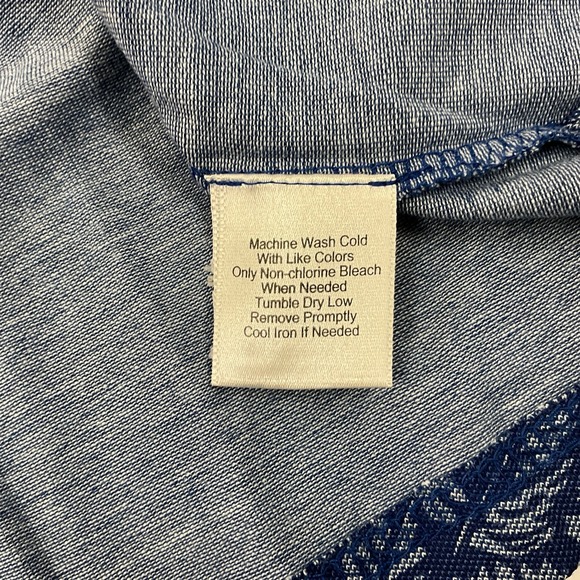 Machine Wash Cold
With Like Colors
Only Non-chlorine Bleach
When Needed
Tumble Dry Low
Remove Promptly
Cool Iron If Needed